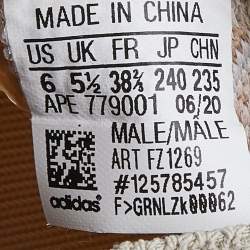 MADE IN CHINA
US UK FR JP CHN
6 5½ 38⅔ 240 235
APE 779001 06/20
MALE/MÂLE
ART FZ1269
#125785457
adidas
F>GRNLZk00062